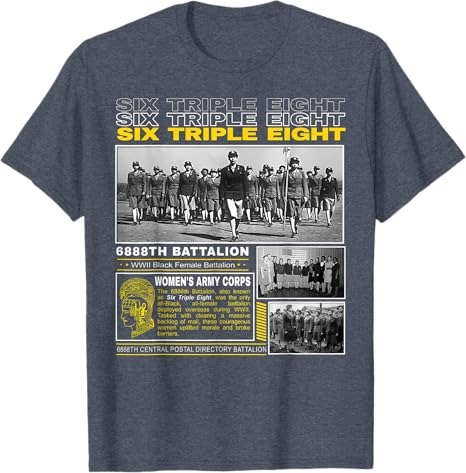 SIX TRIPLE EIGHT
SIX TRIPLE EIGHT
SIX TRIPLE EIGHT
6888TH BATTALION
• WWII Black Female Battalion •
WOMEN'S ARMY CORPS
The 6888th Battalion, also known
as Six Triple Eight, was the only
all-Black, all-female battalion
deployed overseas during WWII.
Tasked with clearing a massive
backlog of mail, these courageous
women uplifted morale and broke
barriers.
6888TH CENTRAL POSTAL DIRECTORY BATTALION